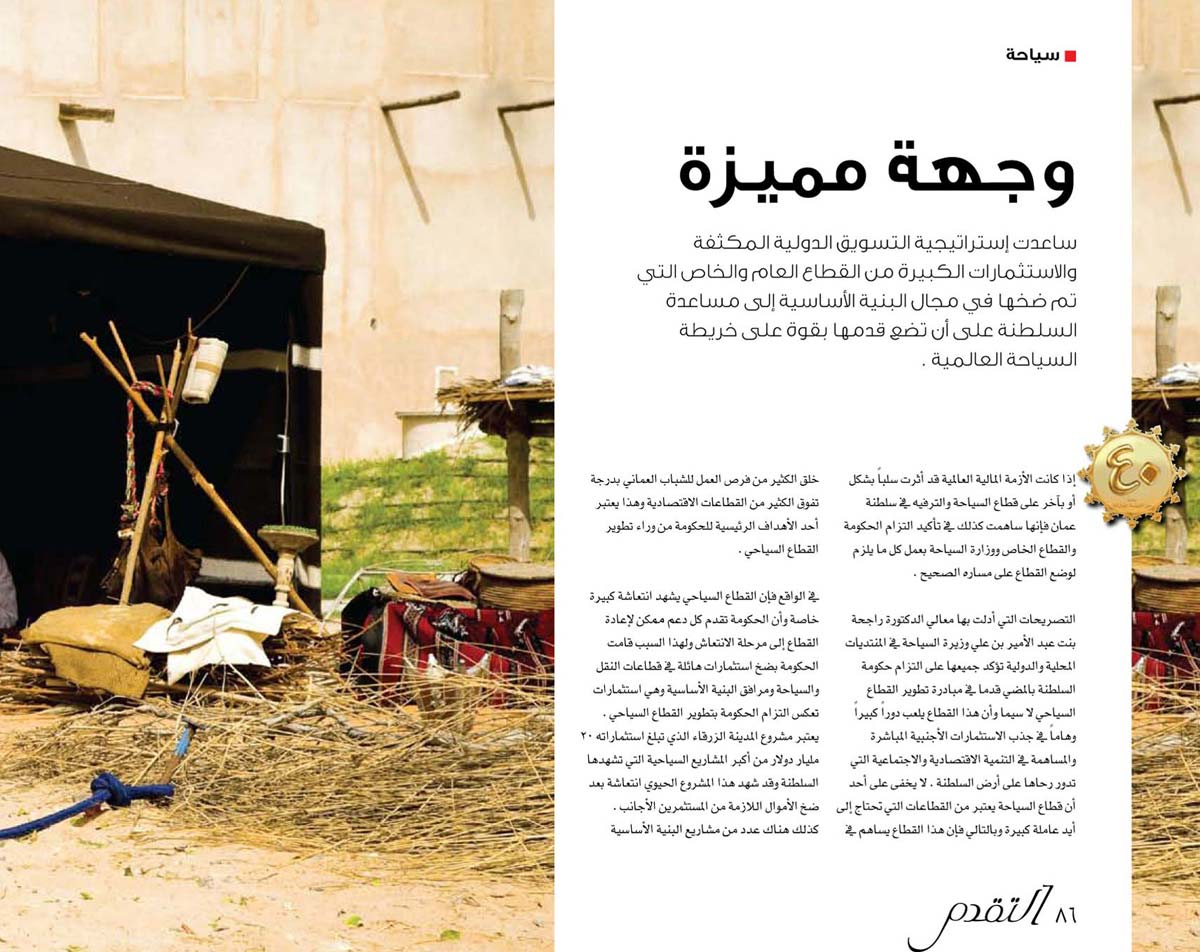 سياحة
وجهة مميزة
ساعدت إستراتيجية التسويق الدولية المكثفة
والاستثمارات الكبيرة من القطاع العام والخاص التي
تم ضخها في مجال البنية الأساسية إلى مساعدة
السلطنة على أن تضع قدمها بقوة على خريطة
السياحة العالمية .
٤٠
إذا كانت الأزمة المالية العالمية قد أثرت سلباً بشكل
أو بآخر على قطاع السياحة والترفيه في سلطنة
عمان فإنها ساهمت كذلك في تأكيد التزام الحكومة
والقطاع الخاص ووزارة السياحة بعمل كل ما يلزم
لوضع القطاع على مساره الصحيح .
التصريحات التي أدلت بها معالي الدكتورة راجحة
بنت عبد الأمير بن علي وزيرة السياحة في المنتديات
المحلية والدولية تؤكد جميعها على التزام حكومة
السلطنة بالمضي قدما في مبادرة تطوير القطاع
السياحي لا سيما وأن هذا القطاع يلعب دوراً كبيراً
وهاماً في جذب الاستثمارات الأجنبية المباشرة
والمساهمة في التنمية الاقتصادية والاجتماعية التي
تدور رحاها على أرض السلطنة . لا يخفى على أحد
أن قطاع السياحة يعتبر من القطاعات التي تحتاج إلى
أيد عاملة كبيرة وبالتالي فإن هذا القطاع يساهم في
خلق الكثير من فرص العمل للشباب العماني بدرجة
تفوق الكثير من القطاعات الاقتصادية وهذا يعتبر
أحد الأهداف الرئيسية للحكومة من وراء تطوير
القطاع السياحي .
في الواقع فإن القطاع السياحي يشهد انتعاشة كبيرة
خاصة وأن الحكومة تقدم كل دعم ممكن لإعادة
القطاع إلى مرحلة الانتعاش ولهذا السبب قامت
الحكومة بضخ استثمارات هائلة في قطاعات النقل
والسياحة ومرافق البنية الأساسية وهي استثمارات
تعكس التزام الحكومة بتطوير القطاع السياحي .
يعتبر مشروع المدينة الزرقاء الذي تبلغ استثماراته ٢٠
مليار دولار من أكبر المشاريع السياحية التي تشهدها
السلطنة وقد شهد هذا المشروع الحيوي انتعاشة بعد
ضخ الأموال اللازمة من المستثمرين الأجانب .
كذلك هناك عدد من مشاريع البنية الأساسية
٨٦ التقدم